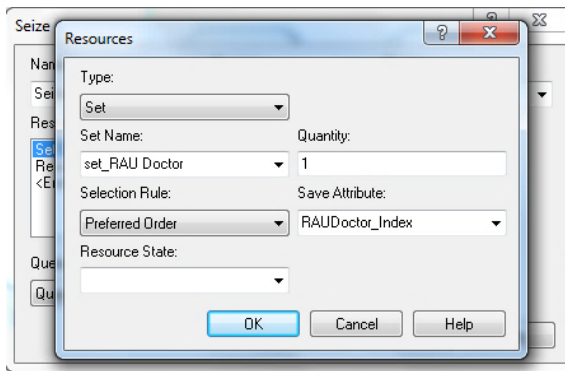 Seize
Resources
Type:
Set
Set Name:
Quantity:
set_RAU Doctor
1
Selection Rule:
Save Attribute:
Preferred Order
RAUDoctor_Index
Resource State:
OK
Cancel
Help